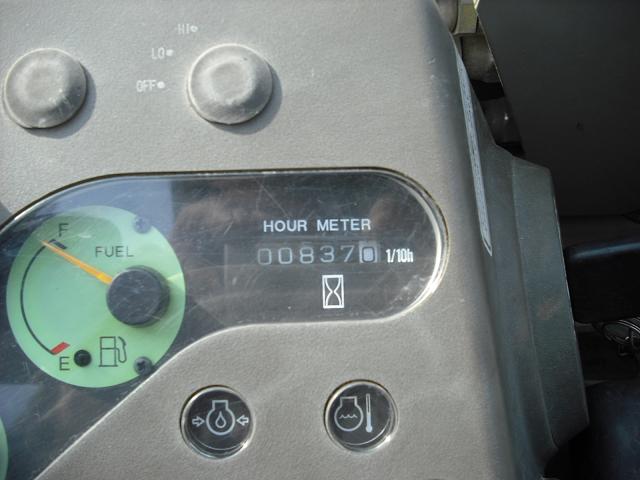 HI
LO
OFF
HOUR METER
008370 1/10h
F
FUEL
E